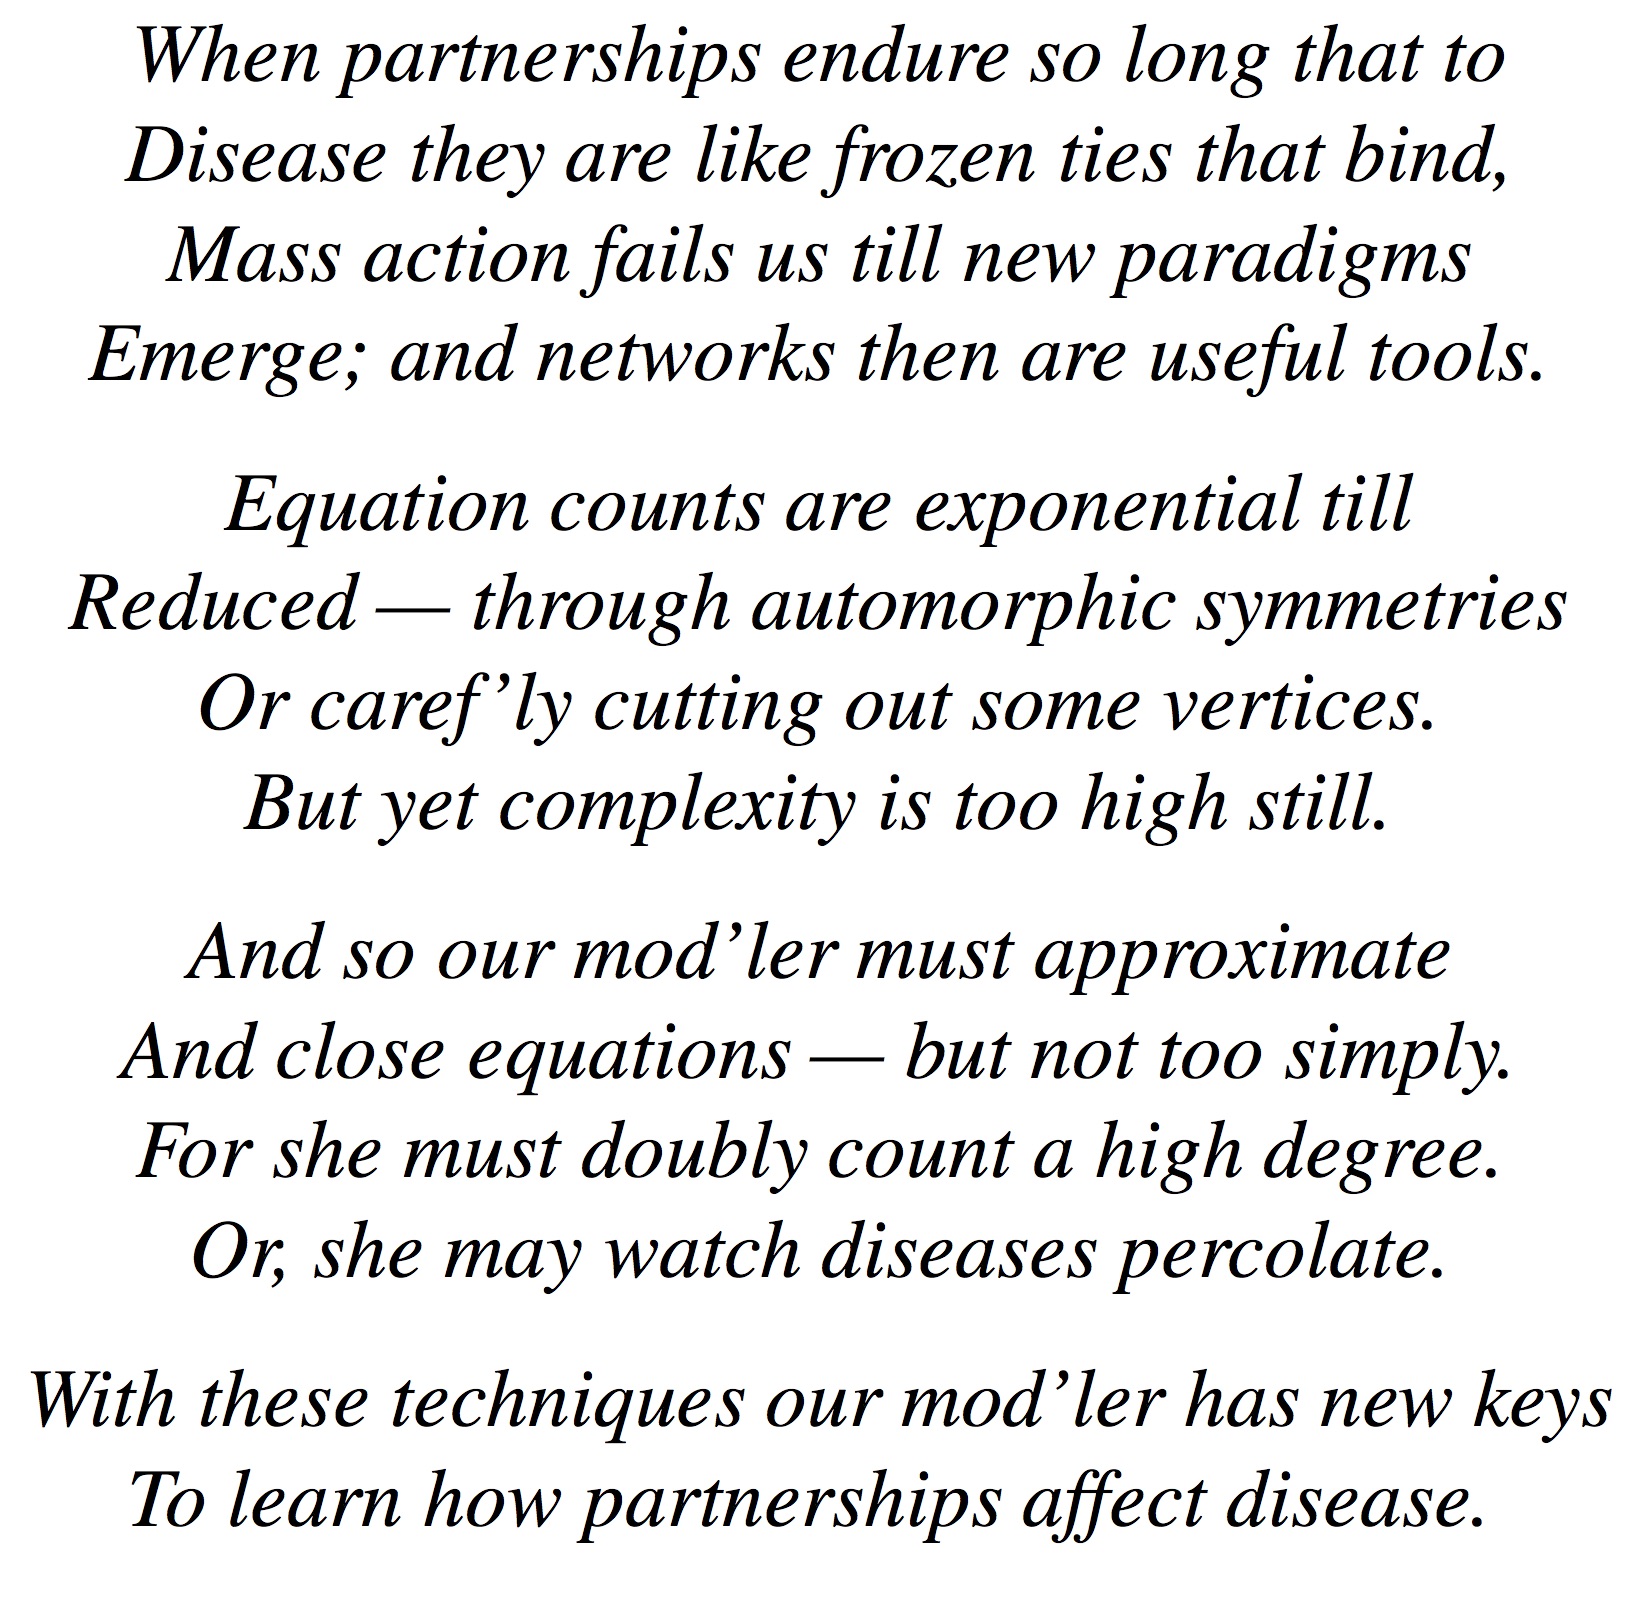 When partnerships endure so long that to
Disease they are like frozen ties that bind,
Mass action fails us till new paradigms
Emerge; and networks then are useful tools.
Equation counts are exponential till
Reduced — through automorphic symmetries
Or caref’ly cutting out some vertices.
But yet complexity is too high still.
And so our mod’ler must approximate
And close equations — but not too simply.
For she must doubly count a high degree.
Or, she may watch diseases percolate.
With these techniques our mod’ler has new keys
To learn how partnerships affect disease.